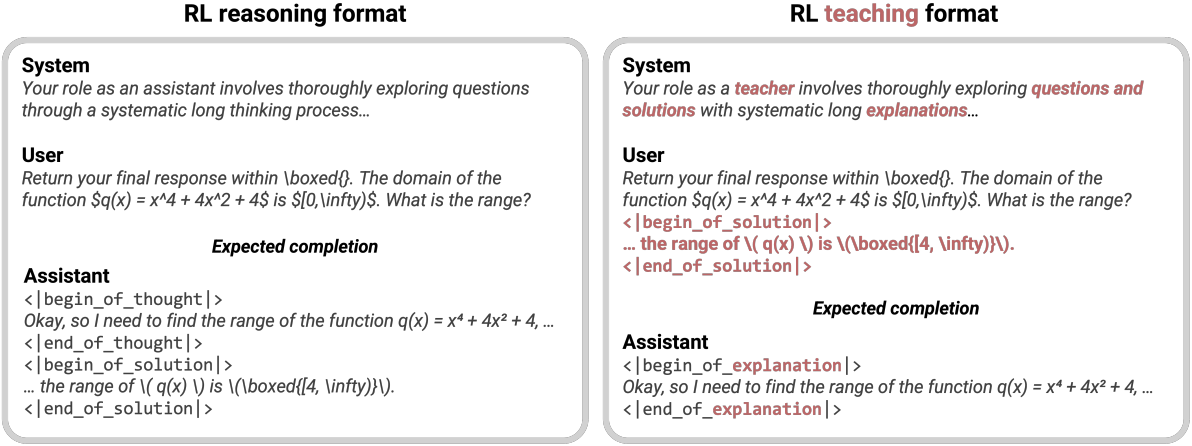 RL reasoning format
System
Your role as an assistant involves thoroughly exploring questions
through a systematic long thinking process...
User
Return your final response within \boxed{}. The domain of the
function $q(x) = x^4 + 4x^2 + 4$ is $[0,\infty)$. What is the range?
Expected completion
Assistant
<|begin_of_thought|>
Okay, so I need to find the range of the function q(x) = x⁴ + 4x² + 4, ...
<|end_of_thought|>
<|begin_of_solution|>
... the range of \( q(x) \) is \(\boxed{[4, \infty)}\).
<|end_of_solution|>
RL teaching format
System
Your role as a teacher involves thoroughly exploring questions and
solutions with systematic long explanations...
User
Return your final response within \boxed{}. The domain of the
function $q(x) = x^4 + 4x^2 + 4$ is $[0,\infty)$. What is the range?
<|begin_of_solution|>
... the range of \( q(x) \) is \(\boxed{[4, \infty)}\).
<|end_of_solution|>
Expected completion
Assistant
<|begin_of_explanation|>
Okay, so I need to find the range of the function q(x) = x⁴ + 4x² + 4, ...
<|end_of_explanation|>